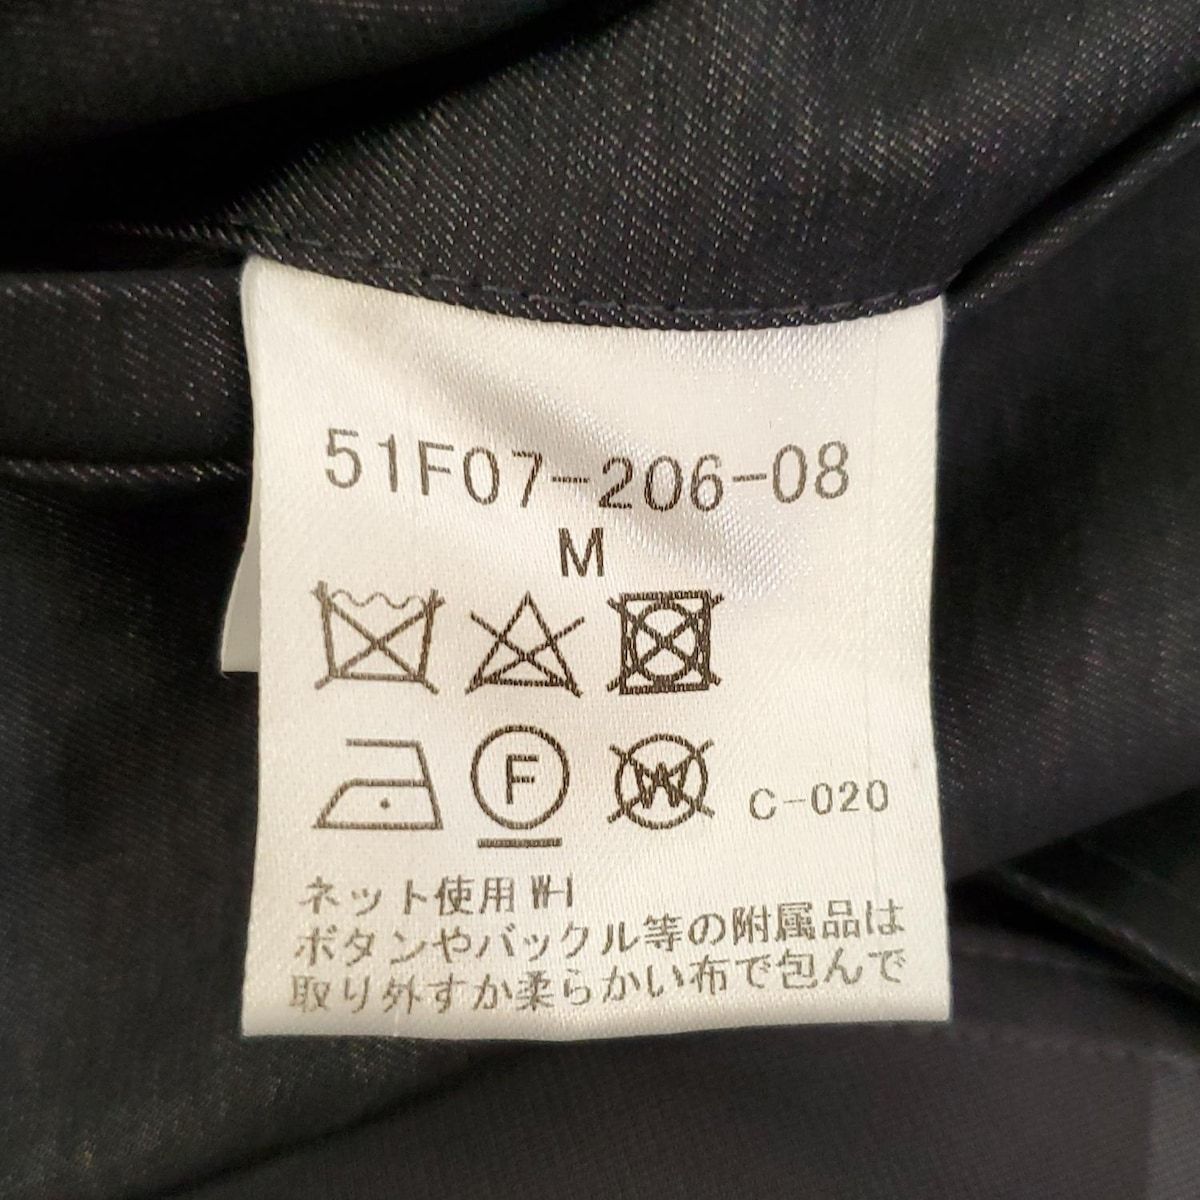 51F07-206-08
M
F W C-020
ネット使用 W-I
ボタンやバックル等の附属品は
取り外すか柔らかい布で包んで